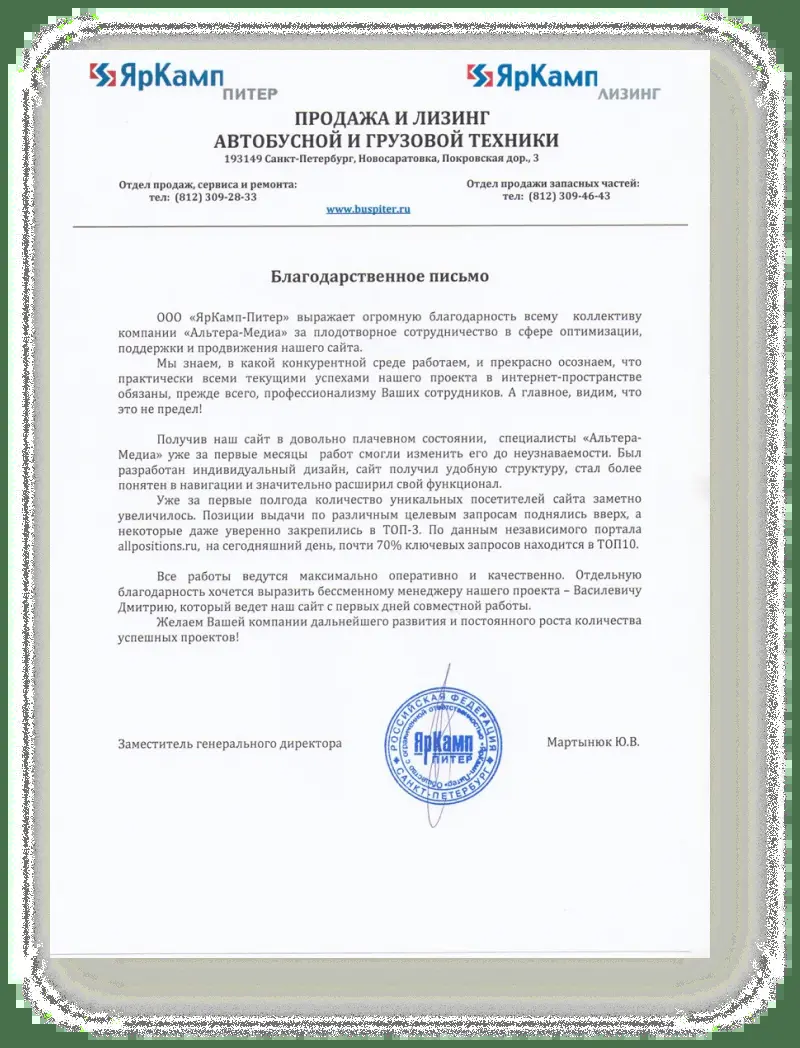 ЯрКамп ЯрКамп
ПИТЕР ЛИЗИНГ
ПРОДАЖА И ЛИЗИНГ
АВТОБУСНОЙ И ГРУЗОВОЙ ТЕХНИКИ
193149 Санкт-Петербург, Новосаратовка, Покровская дор., 3
Отдел продаж, сервиса и ремонта: Отдел продажи запасных частей:
тел: (812) 309-28-33 тел: (812) 309-46-43
www.buspiter.ru
Благодарственное письмо
ООО «ЯрКамп-Питер» выражает огромную благодарность всему коллективу
компании «Альтера-Медиа» за плодотворное сотрудничество в сфере оптимизации,
поддержки и продвижения нашего сайта.
Мы знаем, в какой конкурентной среде работаем, и прекрасно осознаем, что
практически всеми текущими успехами нашего проекта в интернет-пространстве
обязаны, прежде всего, профессионализму Ваших сотрудников. А главное, видим, что
это не предел!
Получив наш сайт в довольно плачевном состоянии, специалисты «Альтера-
Медиа» уже за первые месяцы работ смогли изменить его до неузнаваемости. Был
разработан индивидуальный дизайн, сайт получил удобную структуру, стал более
понятен в навигации и значительно расширил свой функционал.
Уже за первые полгода количество уникальных посетителей сайта заметно
увеличилось. Позиции выдачи по различным целевым запросам поднялись вверх, а
некоторые даже уверенно закрепились в ТОП-3. По данным независимого портала
allpositions.ru, на сегодняшний день, почти 70% ключевых запросов находится в ТОП10.
Все работы ведутся максимально оперативно и качественно. Отдельную
благодарность хочется выразить бессменному менеджеру нашего проекта – Василевичу
Дмитрию, который ведет наш сайт с первых дней совместной работы.
Желаем Вашей компании дальнейшего развития и постоянного роста количества
успешных проектов!
Заместитель генерального директора
РОССИЙСКАЯ ФЕДЕРАЦИЯ
Общество с ограниченной ответственностью «ЯрКамп-Питер»
ЯрКамп
ПИТЕР
САНКТ-ПЕТЕРБУРГ
Мартынюк Ю.В.